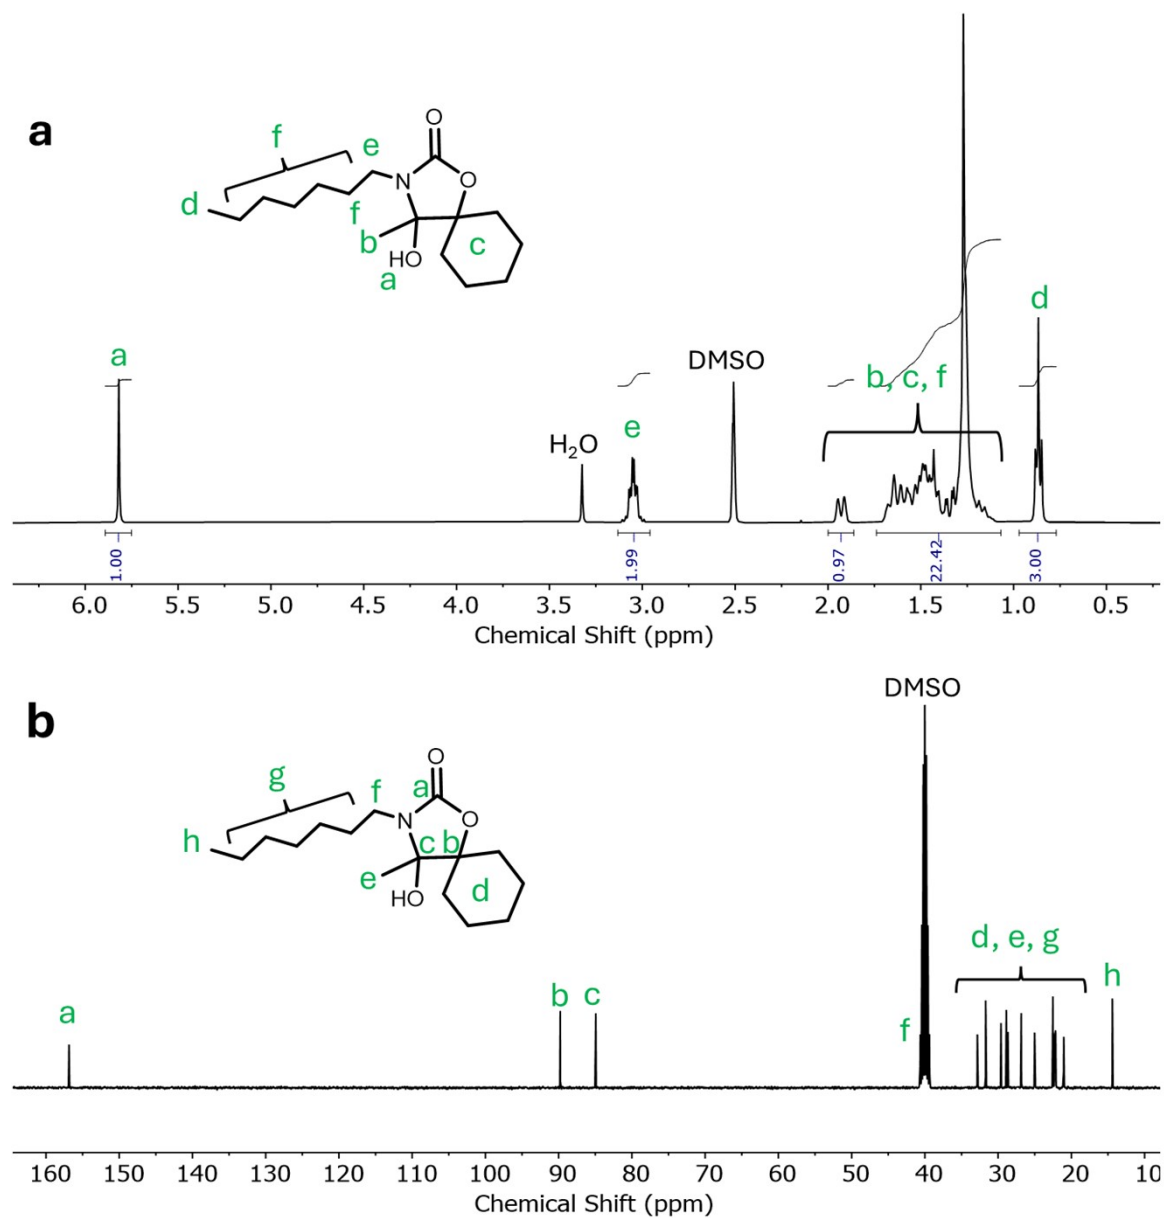 a
f
e
d
f
b
HO
a
N
O
O
c
a
H₂O
e
DMSO
b, c, f
d
1.00
1.99
0.97
22.42
3.00
6.0 5.5 5.0 4.5 4.0 3.5 3.0 2.5 2.0 1.5 1.0 0.5
Chemical Shift (ppm)
b
g
f
h
a
N
O
O
c b
e
HO
d
DMSO
a
b
c
f
d, e, g
h
160 150 140 130 120 110 100 90 80 70 60 50 40 30 20 10
Chemical Shift (ppm)